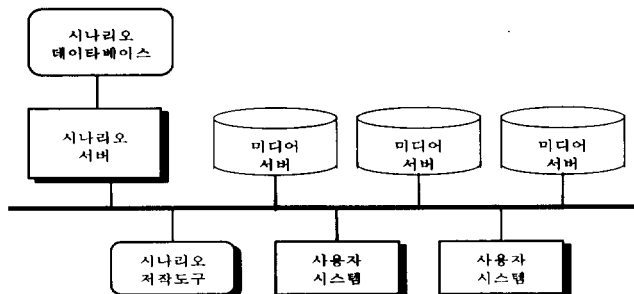 시나리오
데이타베이스
시나리오
서버
미디어
서버
미디어
서버
미디어
서버
시나리오
저작도구
사용자
시스템
사용자
시스템